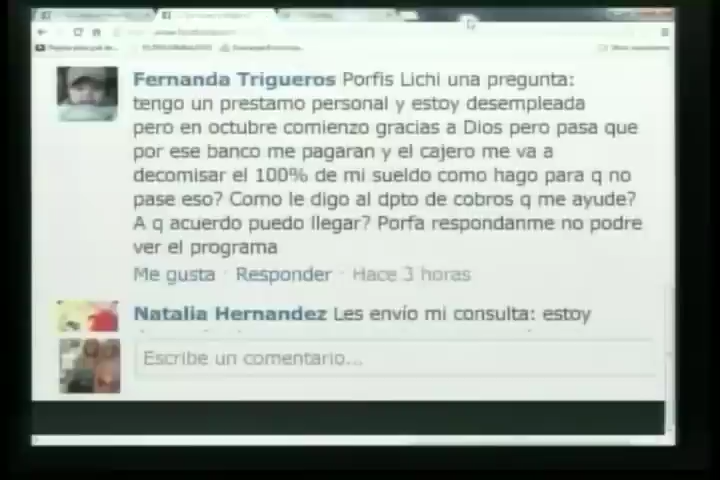 Fernanda Trigueros Porfis Lichi una pregunta:
tengo un prestamo personal y estoy desempleada
pero en octubre comienzo gracias a Dios pero pasa que
por ese banco me pagaran y el cajero me va a
decomisar el 100% de mi sueldo como hago para q no
pase eso? Como le digo al dpto de cobros q me ayude?
A q acuerdo puedo llegar? Porfa respondanme no podre
ver el programa
Me gusta · Responder · Hace 3 horas
Natalia Hernandez Les envío mi consulta: estoy
Escribe un comentario...